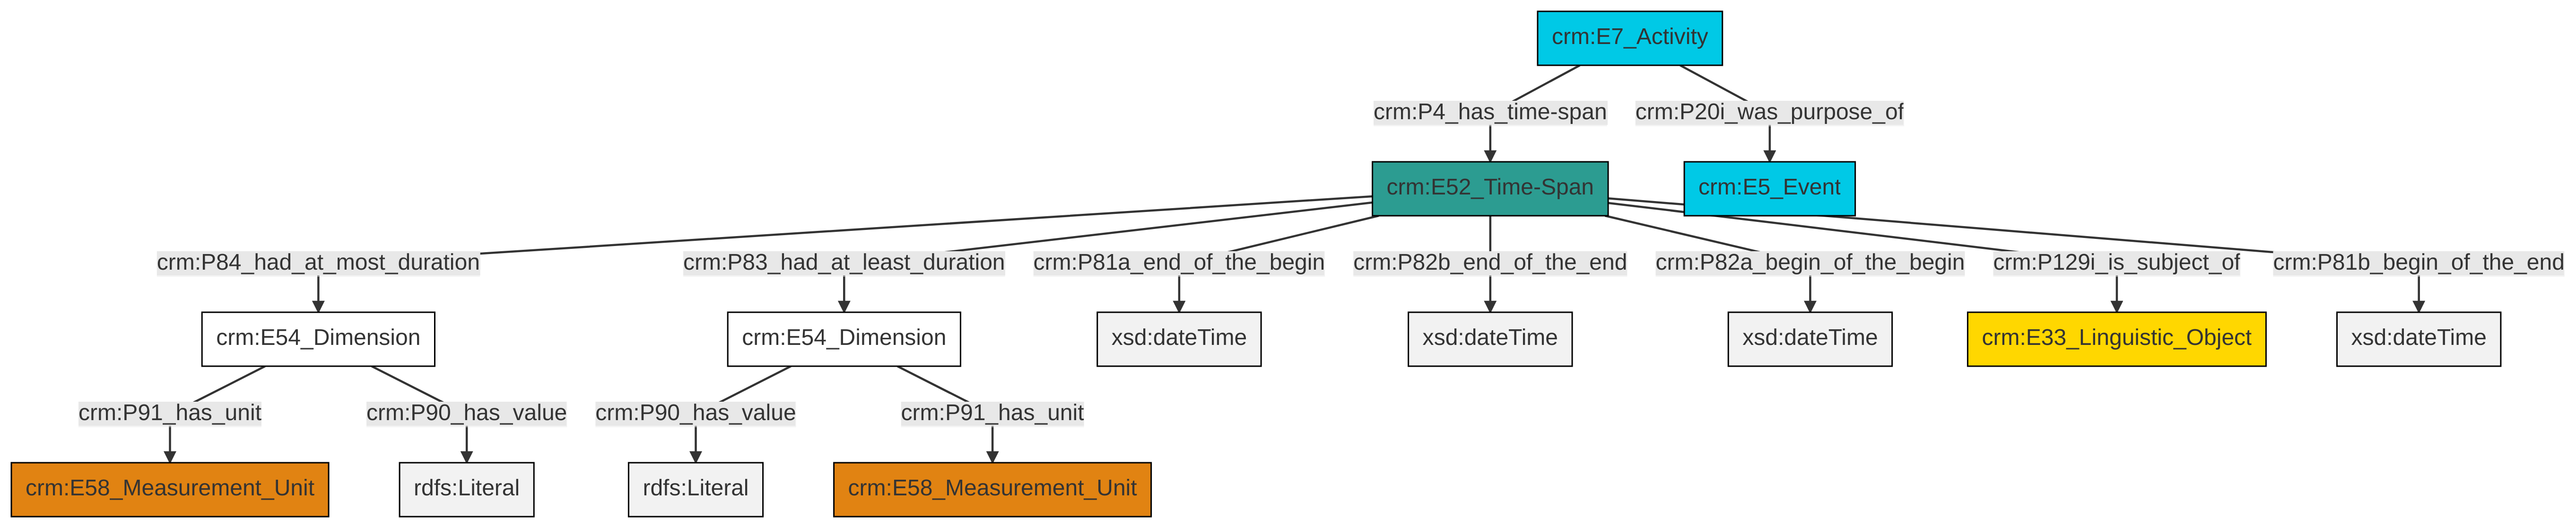 crm:E7_Activity
crm:P4_has_time-span
crm:P20i_was_purpose_of
crm:E52_Time-Span
crm:E5_Event
crm:P84_had_at_most_duration
crm:P83_had_at_least_duration
crm:P81a_end_of_the_begin
crm:P82b_end_of_the_end
crm:P82a_begin_of_the_begin
crm:P129i_is_subject_of
crm:P81b_begin_of_the_end
crm:E54_Dimension
crm:E54_Dimension
xsd:dateTime
xsd:dateTime
xsd:dateTime
crm:E33_Linguistic_Object
xsd:dateTime
crm:P91_has_unit
crm:P90_has_value
crm:P90_has_value
crm:P91_has_unit
crm:E58_Measurement_Unit
rdfs:Literal
rdfs:Literal
crm:E58_Measurement_Unit